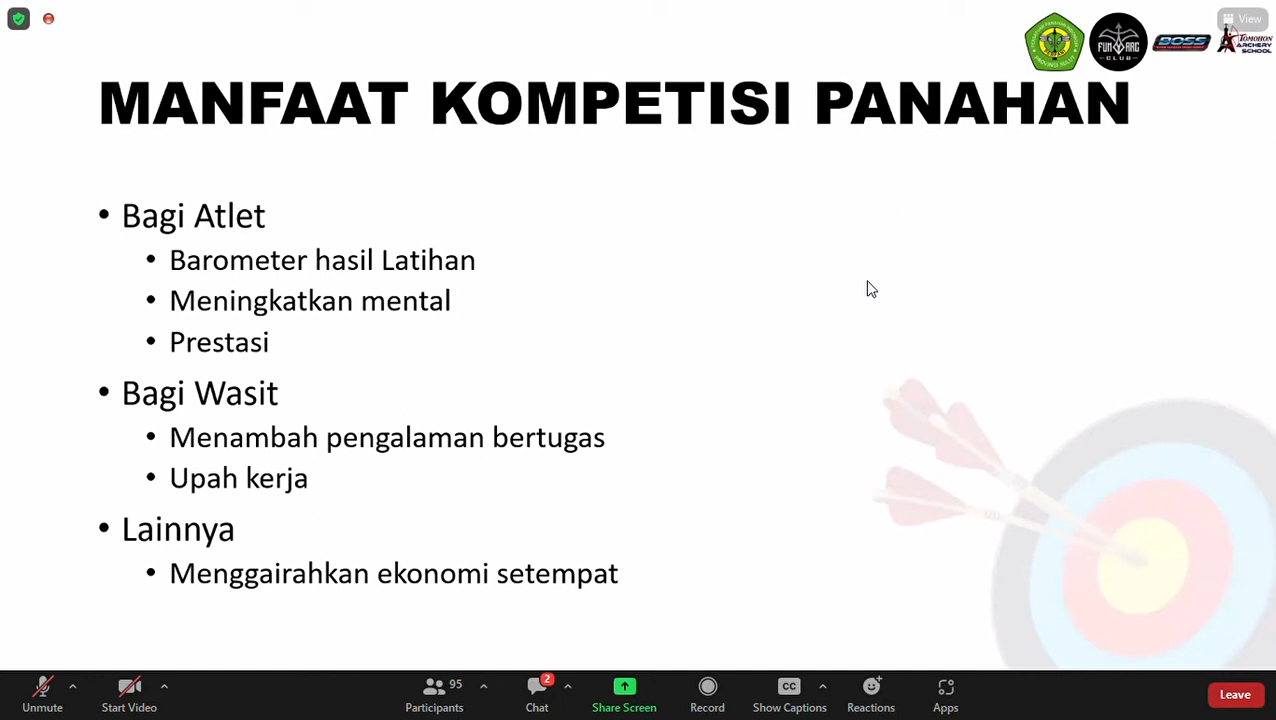 View
FUN ARC
CLUB
BOSS
TOMOHON
ARCHERY
SCHOOL
MANFAAT KOMPETISI PANAHAN
• Bagi Atlet
• Barometer hasil Latihan
• Meningkatkan mental
• Prestasi
• Bagi Wasit
• Menambah pengalaman bertugas
• Upah kerja
• Lainnya
• Menggairahkan ekonomi setempat
Unmute
Start Video
95
Participants
2
Chat
Share Screen
Record
CC
Show Captions
Reactions
Apps
Leave